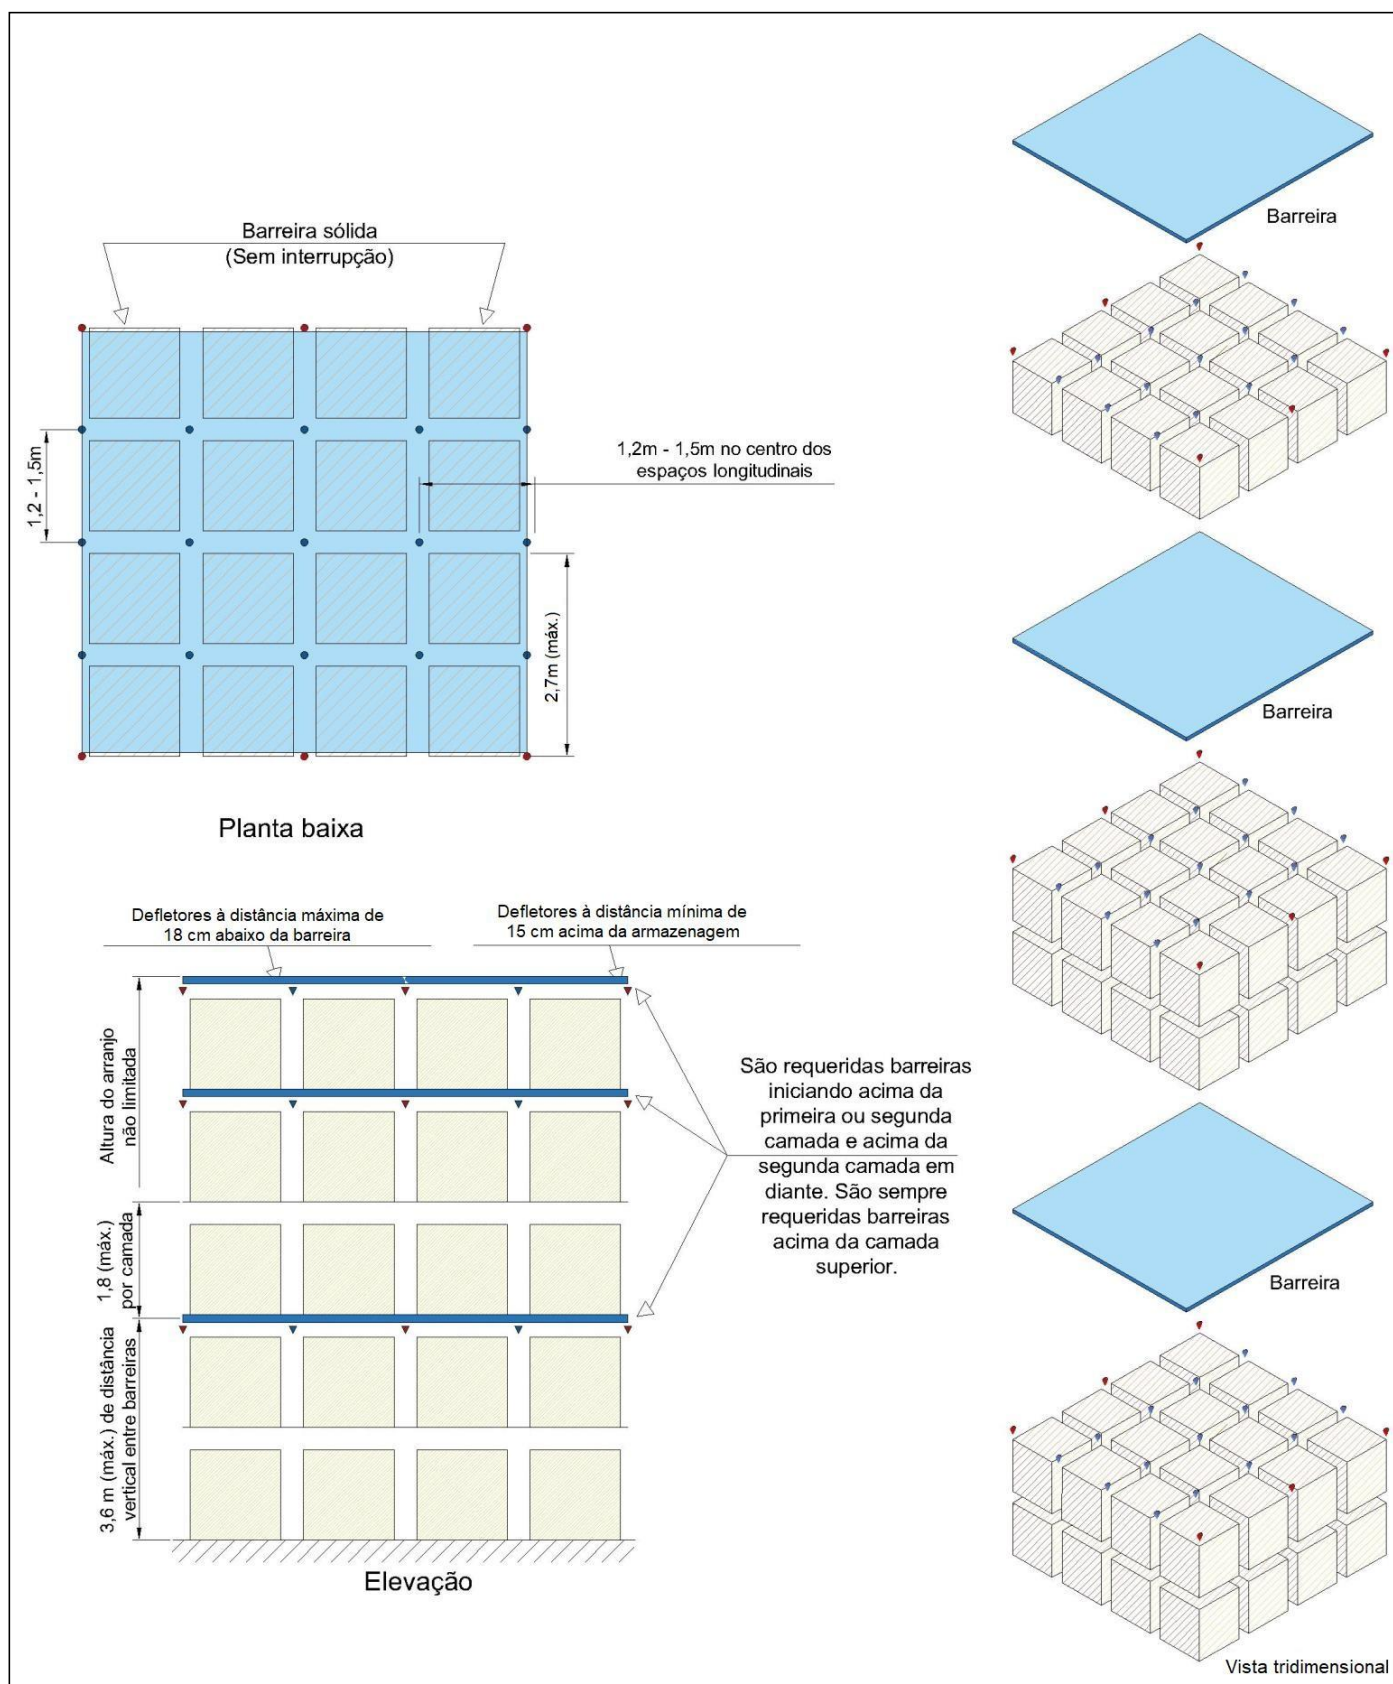 Barreira
Barreira sólida
(Sem interrupção)
1,2 - 1,5m
1,2m - 1,5m no centro dos
espaços longitudinais
2,7m (máx.)
Planta baixa
Barreira
Defletores à distância máxima de
18 cm abaixo da barreira
Defletores à distância mínima de
15 cm acima da armazenagem
Altura do arranjo
não limitada
1,8 (máx.)
por camada
3,6 m (máx.) de distância
vertical entre barreiras
São requeridas barreiras
iniciando acima da
primeira ou segunda
camada e acima da
segunda camada em
diante. São sempre
requeridas barreiras
acima da camada
superior.
Elevação
Barreira
Vista tridimensional